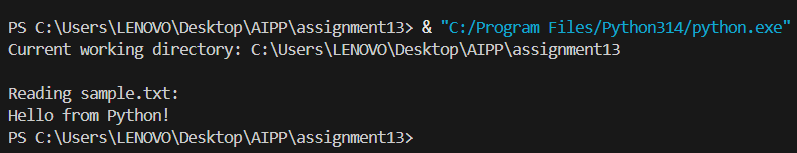 PS C:\Users\LENOVO\Desktop\AIPP\assignment13> & "C:/Program Files/Python314/python.exe"
Current working directory: C:\Users\LENOVO\Desktop\AIPP\assignment13
Reading sample.txt:
Hello from Python!
PS C:\Users\LENOVO\Desktop\AIPP\assignment13>